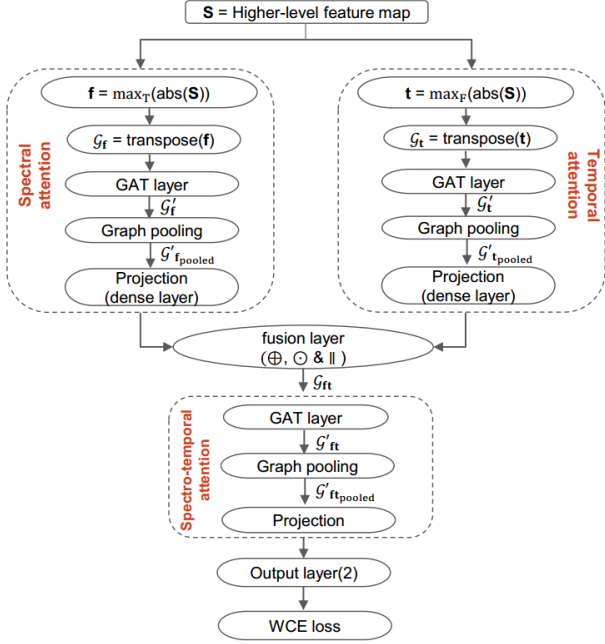 S = Higher-level feature map
f = max_T(abs(S))
𝒢_f = transpose(f)
GAT layer
𝒢′_f
Graph pooling
𝒢′_f_pooled
Projection
(dense layer)
Spectral
attention
t = max_F(abs(S))
𝒢_t = transpose(t)
GAT layer
𝒢′_t
Graph pooling
𝒢′_t_pooled
Projection
(dense layer)
Temporal
attention
fusion layer
(⊕, ⊙ & ∥ )
𝒢_ft
GAT layer
𝒢′_ft
Graph pooling
𝒢′_ft_pooled
Projection
Spectro-temporal
attention
Output layer(2)
WCE loss